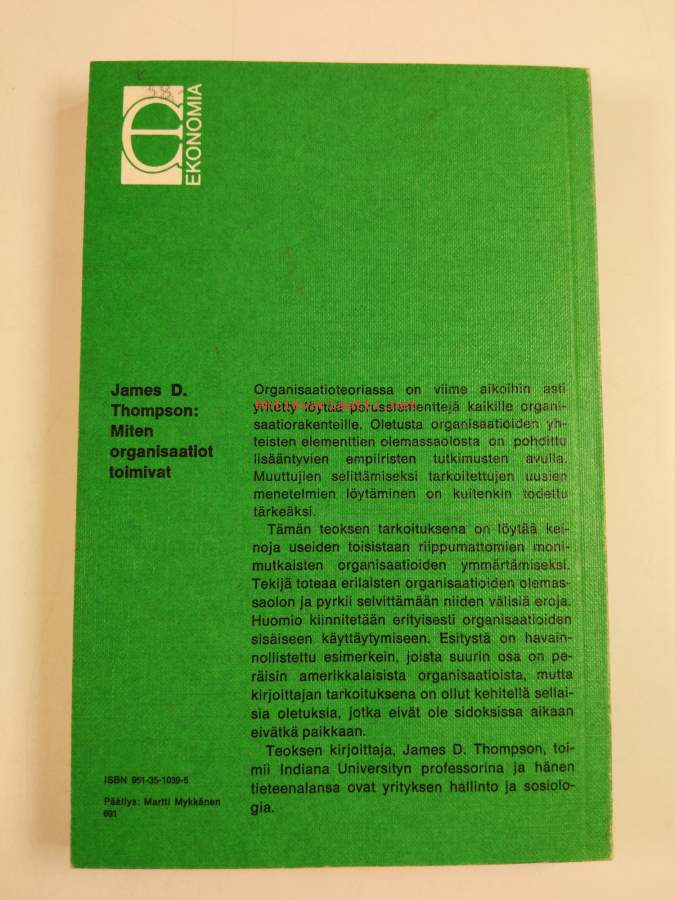 EKONOMIA
James D.
Thompson:
Miten
organisaatiot
toimivat
Organisaatioteoriassa on viime aikoihin asti
yritetty löytää peruselementtejä kaikille organi-
saatiorakenteille. Oletusta organisaatioiden yh-
teisten elementtien olemassaolosta on pohdittu
lisääntyvien empiiristen tutkimusten avulla.
Muuttujien selittämiseksi tarkoitettujen uusien
menetelmien löytäminen on kuitenkin todettu
tärkeäksi.
Tämän teoksen tarkoituksena on löytää kei-
noja useiden toisistaan riippumattomien moni-
mutkaisten organisaatioiden ymmärtämiseksi.
Tekijä toteaa erilaisten organisaatioiden olemas-
saolon ja pyrkii selvittämään niiden välisiä eroja.
Huomio kiinnitetään erityisesti organisaatioiden
sisäiseen käyttäytymiseen. Esitystä on havain-
nollistettu esimerkein, joista suurin osa on pe-
räisin amerikkalaisista organisaatioista, mutta
kirjoittajan tarkoituksena on ollut kehitellä sellai-
sia oletuksia, jotka eivät ole sidoksissa aikaan
eivätkä paikkaan.
Teoksen kirjoittaja, James D. Thompson, toi-
mii Indiana Universityn professorina ja hänen
tieteenalansa ovat yrityksen hallinto ja sosiolo-
gia.
ISBN 951-35-1039-5
Päällys: Martti Mykkänen
691